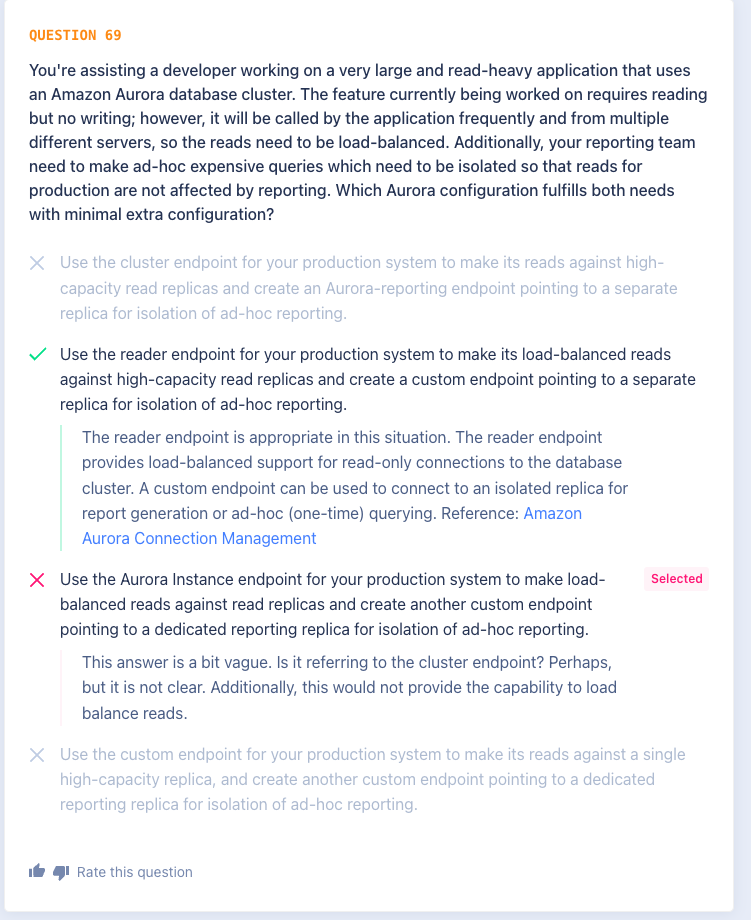 QUESTION 69
You're assisting a developer working on a very large and read-heavy application that uses
an Amazon Aurora database cluster. The feature currently being worked on requires reading
but no writing; however, it will be called by the application frequently and from multiple
different servers, so the reads need to be load-balanced. Additionally, your reporting team
need to make ad-hoc expensive queries which need to be isolated so that reads for
production are not affected by reporting. Which Aurora configuration fulfills both needs
with minimal extra configuration?
Use the cluster endpoint for your production system to make its reads against high-
capacity read replicas and create an Aurora-reporting endpoint pointing to a separate
replica for isolation of ad-hoc reporting.
Use the reader endpoint for your production system to make its load-balanced reads
against high-capacity read replicas and create a custom endpoint pointing to a separate
replica for isolation of ad-hoc reporting.
The reader endpoint is appropriate in this situation. The reader endpoint
provides load-balanced support for read-only connections to the database
cluster. A custom endpoint can be used to connect to an isolated replica for
report generation or ad-hoc (one-time) querying. Reference: Amazon
Aurora Connection Management
Use the Aurora Instance endpoint for your production system to make load-
balanced reads against read replicas and create another custom endpoint
pointing to a dedicated reporting replica for isolation of ad-hoc reporting.
Selected
This answer is a bit vague. Is it referring to the cluster endpoint? Perhaps,
but it is not clear. Additionally, this would not provide the capability to load
balance reads.
Use the custom endpoint for your production system to make its reads against a single
high-capacity replica, and create another custom endpoint pointing to a dedicated
reporting replica for isolation of ad-hoc reporting.
Rate this question